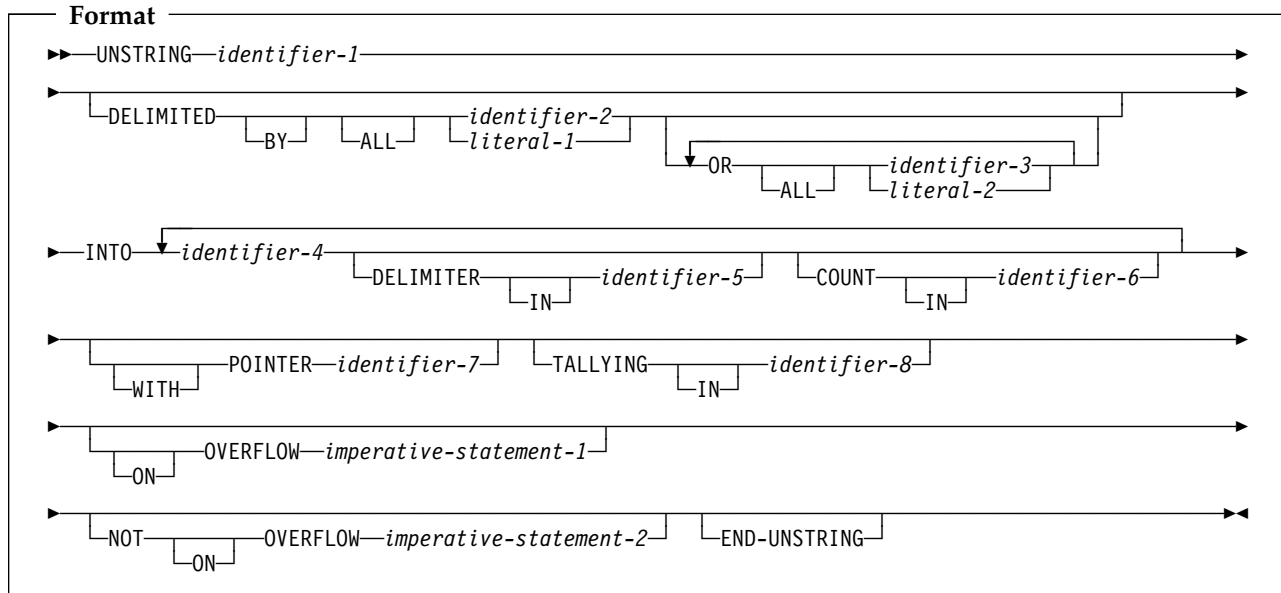 Format
UNSTRING identifier-1
DELIMITED BY ALL identifier-2
literal-1
OR ALL identifier-3
literal-2
INTO identifier-4 DELIMITER IN identifier-5 COUNT IN identifier-6
WITH POINTER identifier-7 TALLYING IN identifier-8
ON OVERFLOW imperative-statement-1
NOT ON OVERFLOW imperative-statement-2 END-UNSTRING